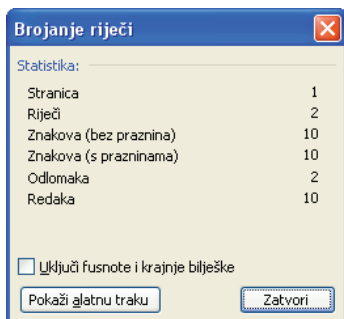 Brojanje riječi
Statistika:
Stranica 1
Riječi 2
Znakova (bez praznina) 10
Znakova (s prazninama) 10
Odlomaka 2
Redaka 10
Uključi fusnote i krajnje bilješke
Pokaži alatnu traku Zatvori